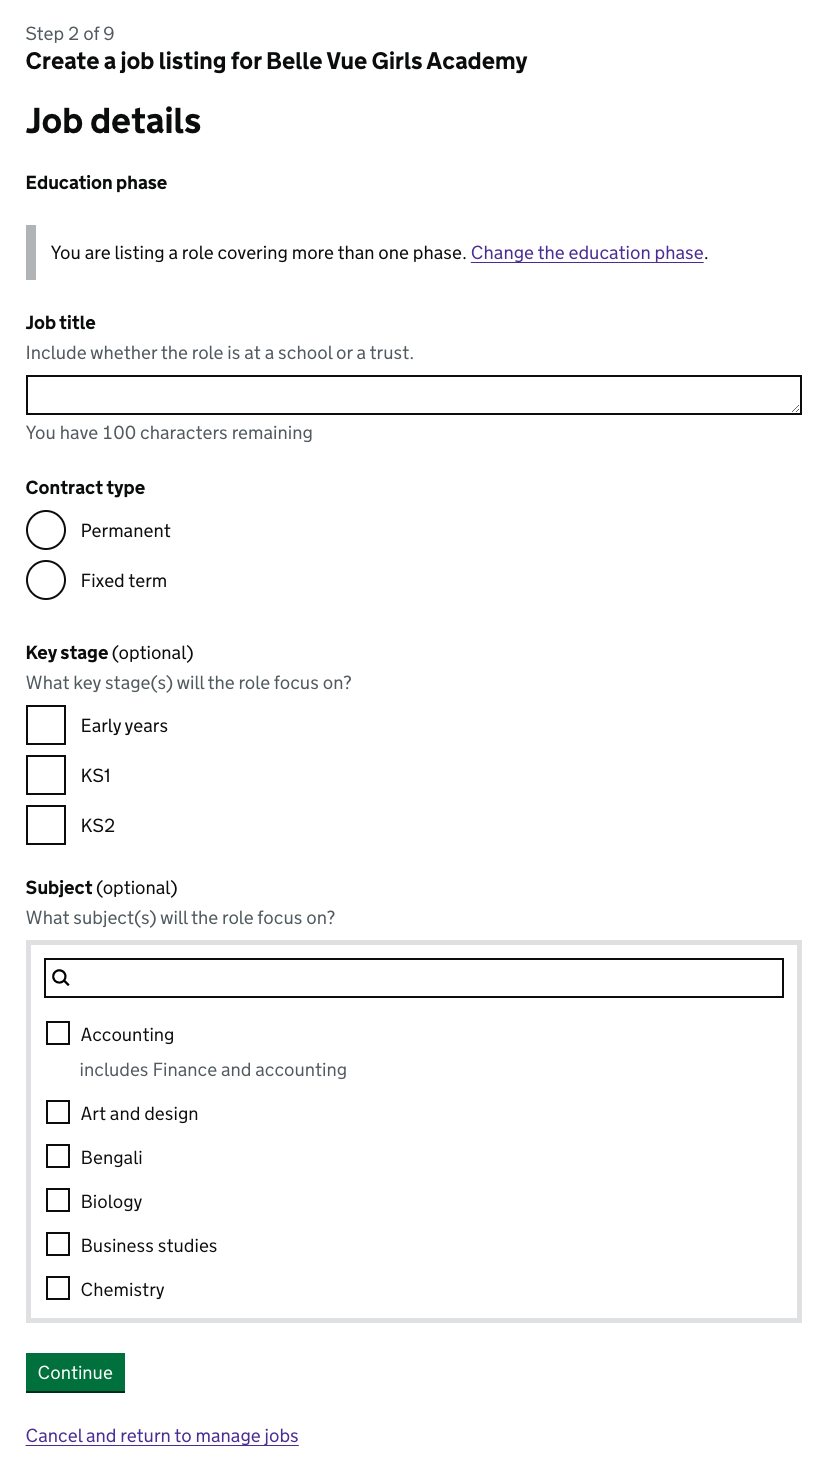 Step 2 of 9
Create a job listing for Belle Vue Girls Academy
Job details
Education phase
You are listing a role covering more than one phase. Change the education phase.
Job title
Include whether the role is at a school or a trust.
You have 100 characters remaining
Contract type
Permanent
Fixed term
Key stage (optional)
What key stage(s) will the role focus on?
Early years
KS1
KS2
Subject (optional)
What subject(s) will the role focus on?
Accounting
includes Finance and accounting
Art and design
Bengali
Biology
Business studies
Chemistry
Continue
Cancel and return to manage jobs